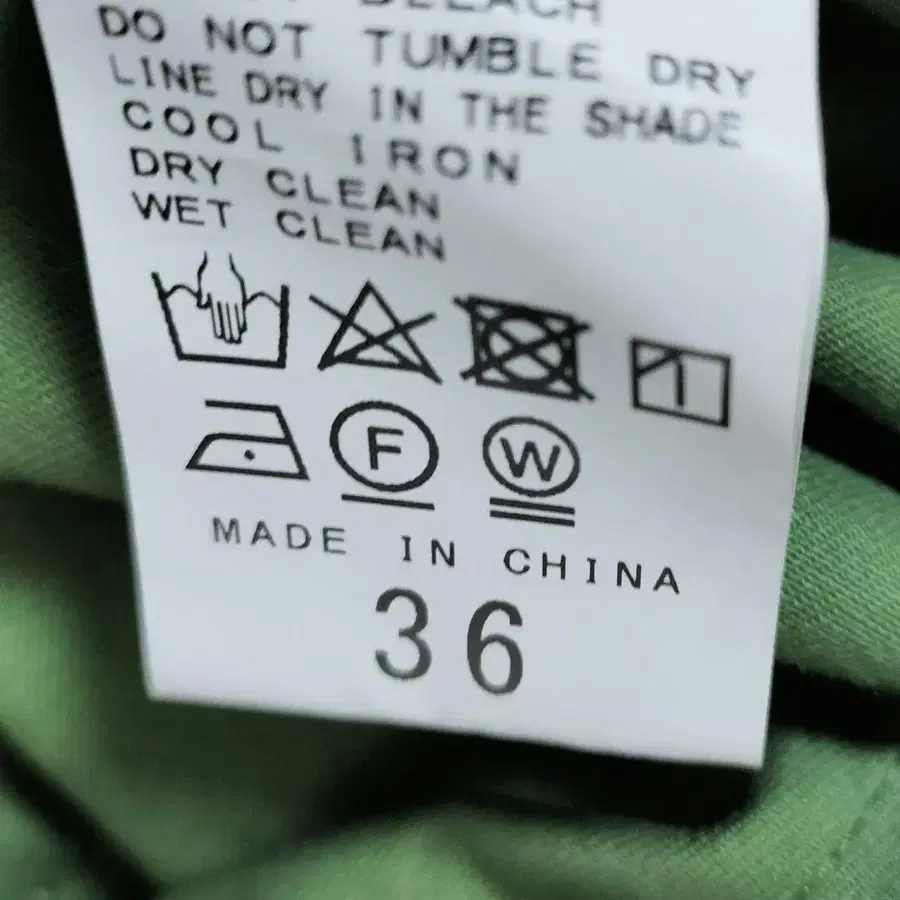 BLEACH
DO NOT TUMBLE DRY
LINE DRY IN THE SHADE
COOL IRON
DRY CLEAN
WET CLEAN
F W
MADE IN CHINA
36